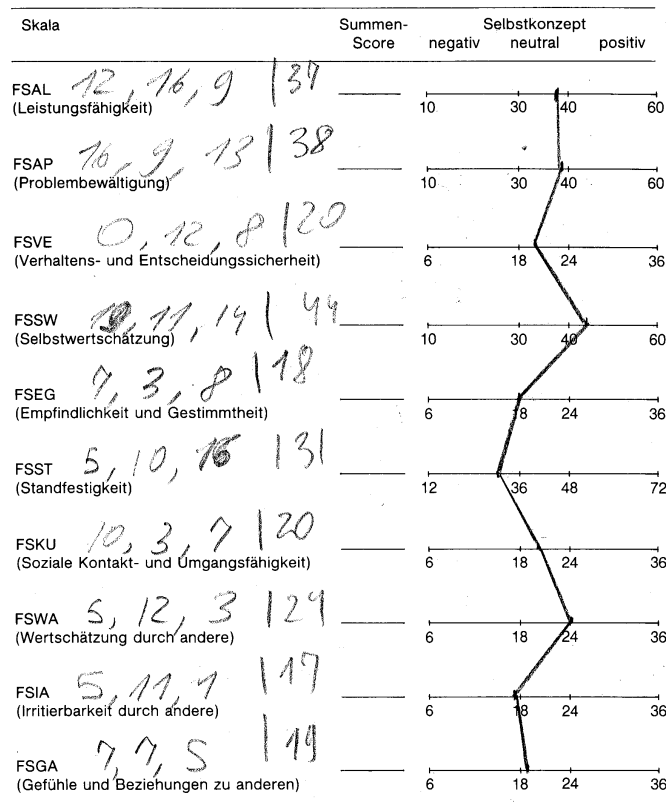 Skala Summen-Score Selbstkonzept
negativ neutral positiv
FSAL 12, 16, 9 | 37
(Leistungsfähigkeit)
10 30 40 60
FSAP 16, 9, 13 | 38
(Problembewältigung)
10 30 40 60
FSVE 0, 12, 8 | 20
(Verhaltens- und Entscheidungssicherheit)
6 18 24 36
FSSW 11, 14 | 44
(Selbstwertschätzung)
10 30 40 60
FSEG 7, 3, 8 | 18
(Empfindlichkeit und Gestimmtheit)
6 18 24 36
FSST 5, 10, 16 | 31
(Standfestigkeit)
12 36 48 72
FSKU 10, 3, 7 | 20
(Soziale Kontakt- und Umgangsfähigkeit)
6 18 24 36
FSWA 5, 12, 3 | 24
(Wertschätzung durch andere)
6 18 24 36
FSIA 5, 11, 1 | 17
(Irritierbarkeit durch andere)
6 18 24 36
FSGA 7, 7, 5 | 19
(Gefühle und Beziehungen zu anderen)
6 18 24 36